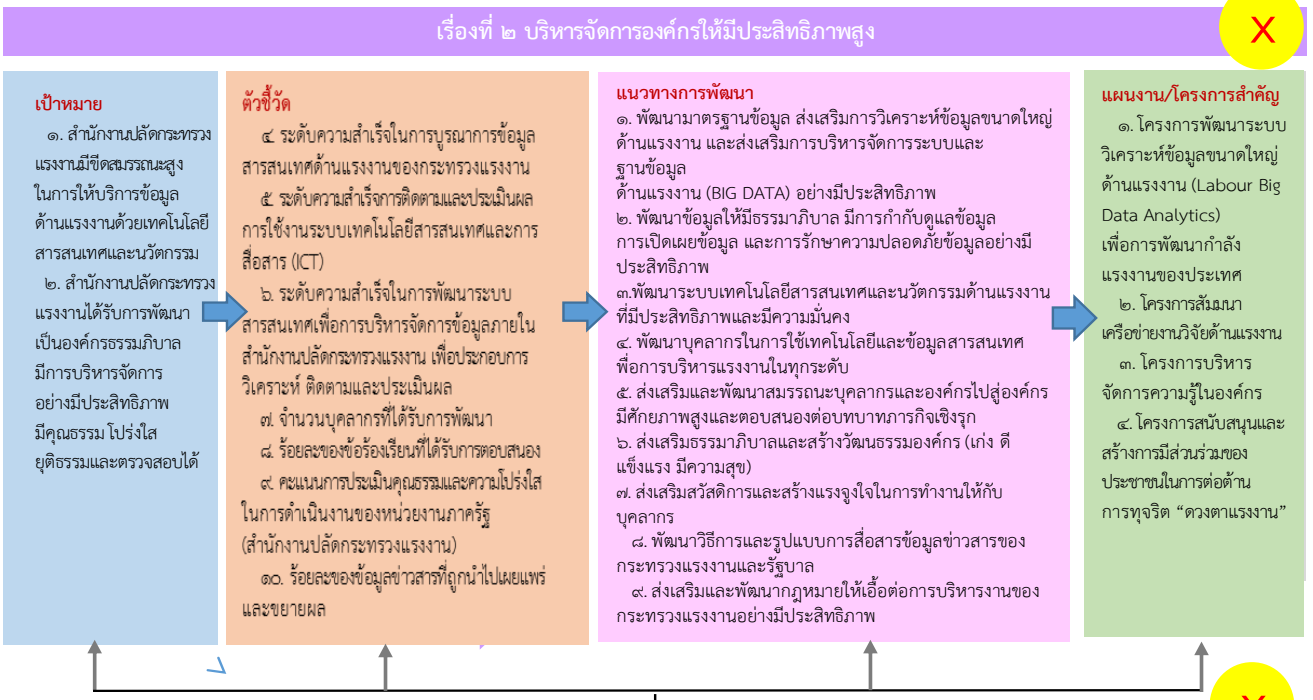 เรื่องที่ ๒ บริหารจัดการองค์กรให้มีประสิทธิภาพสูง
X
เป้าหมาย
๑. สำนักงานปลัดกระทรวง
แรงงานมีขีดสมรรถนะสูง
ในการให้บริการข้อมูล
ด้านแรงงานด้วยเทคโนโลยี
สารสนเทศและนวัตกรรม
๒. สำนักงานปลัดกระทรวง
แรงงานได้รับการพัฒนา
เป็นองค์กรธรรมภิบาล
มีการบริหารจัดการ
อย่างมีประสิทธิภาพ
มีคุณธรรม โปร่งใส
ยุติธรรมและตรวจสอบได้
ตัวชี้วัด
๔. ระดับความสำเร็จในการบูรณาการข้อมูล
สารสนเทศด้านแรงงานของกระทรวงแรงงาน
๕. ระดับความสำเร็จการติดตามและประเมินผล
การใช้งานระบบเทคโนโลยีสารสนเทศและการ
สื่อสาร (ICT)
๖. ระดับความสำเร็จในการพัฒนาระบบ
สารสนเทศเพื่อการบริหารจัดการข้อมูลภายใน
สำนักงานปลัดกระทรวงแรงงาน เพื่อประกอบการ
วิเคราะห์ ติดตามและประเมินผล
๗. จำนวนบุคลากรที่ได้รับการพัฒนา
๘. ร้อยละของข้อร้องเรียนที่ได้รับการตอบสนอง
๙. คะแนนการประเมินคุณธรรมและความโปร่งใส
ในการดำเนินงานของหน่วยงานภาครัฐ
(สำนักงานปลัดกระทรวงแรงงาน)
๑๐. ร้อยละของข้อมูลข่าวสารที่ถูกนำไปเผยแพร่
และขยายผล
แนวทางการพัฒนา
๑. พัฒนามาตรฐานข้อมูล ส่งเสริมการวิเคราะห์ข้อมูลขนาดใหญ่
ด้านแรงงาน และส่งเสริมการบริหารจัดการระบบและ
ฐานข้อมูล
ด้านแรงงาน (BIG DATA) อย่างมีประสิทธิภาพ
๒. พัฒนาข้อมูลให้มีธรรมาภิบาล มีการกำกับดูแลข้อมูล
การเปิดเผยข้อมูล และการรักษาความปลอดภัยข้อมูลอย่างมี
ประสิทธิภาพ
๓.พัฒนาระบบเทคโนโลยีสารสนเทศและนวัตกรรมด้านแรงงาน
ที่มีประสิทธิภาพและมีความมั่นคง
๔. พัฒนาบุคลากรในการใช้เทคโนโลยีและข้อมูลสารสนเทศ
พื่อการบริหารแรงงานในทุกระดับ
๕. ส่งเสริมและพัฒนาสมรรถนะบุคลากรและองค์กรไปสู่องค์กร
มีศักยภาพสูงและตอบสนองต่อบทบาทภารกิจเชิงรุก
๖. ส่งเสริมธรรมาภิบาลและสร้างวัฒนธรรมองค์กร (เก่ง ดี
แข็งแรง มีความสุข)
๗. ส่งเสริมสวัสดิการและสร้างแรงจูงใจในการทำงานให้กับ
บุคลากร
๘. พัฒนาวิธีการและรูปแบบการสื่อสารข้อมูลข่าวสารของ
กระทรวงแรงงานและรัฐบาล
๙. ส่งเสริมและพัฒนากฎหมายให้เอื้อต่อการบริหารงานของ
กระทรวงแรงงานอย่างมีประสิทธิภาพ
แผนงาน/โครงการสำคัญ
๑. โครงการพัฒนาระบบ
วิเคราะห์ข้อมูลขนาดใหญ่
ด้านแรงงาน (Labour Big
Data Analytics)
เพื่อการพัฒนากำลัง
แรงงานของประเทศ
๒. โครงการสัมมนา
เครือข่ายงานวิจัยด้านแรงงาน
๓. โครงการบริหาร
จัดการความรู้ในองค์กร
๔. โครงการสนับสนุนและ
สร้างการมีส่วนร่วมของ
ประชาชนในการต่อต้าน
การทุจริต “ดวงตาแรงงาน”
X